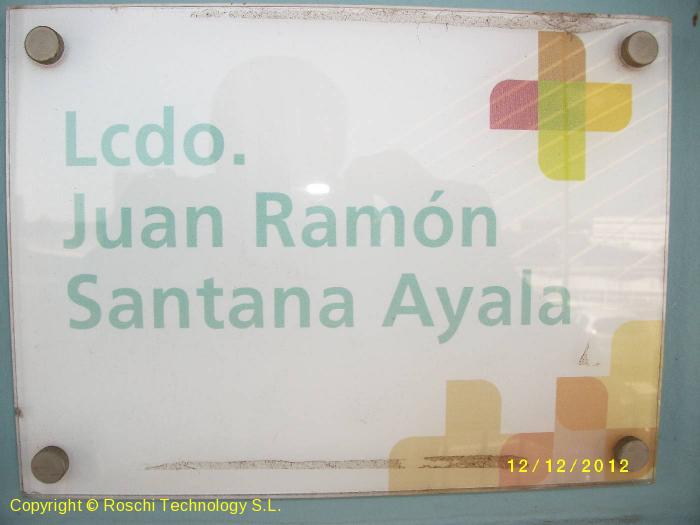 Lcdo.
Juan Ramón
Santana Ayala
12/12/2012
Copyright © Roschi Technology S.L.